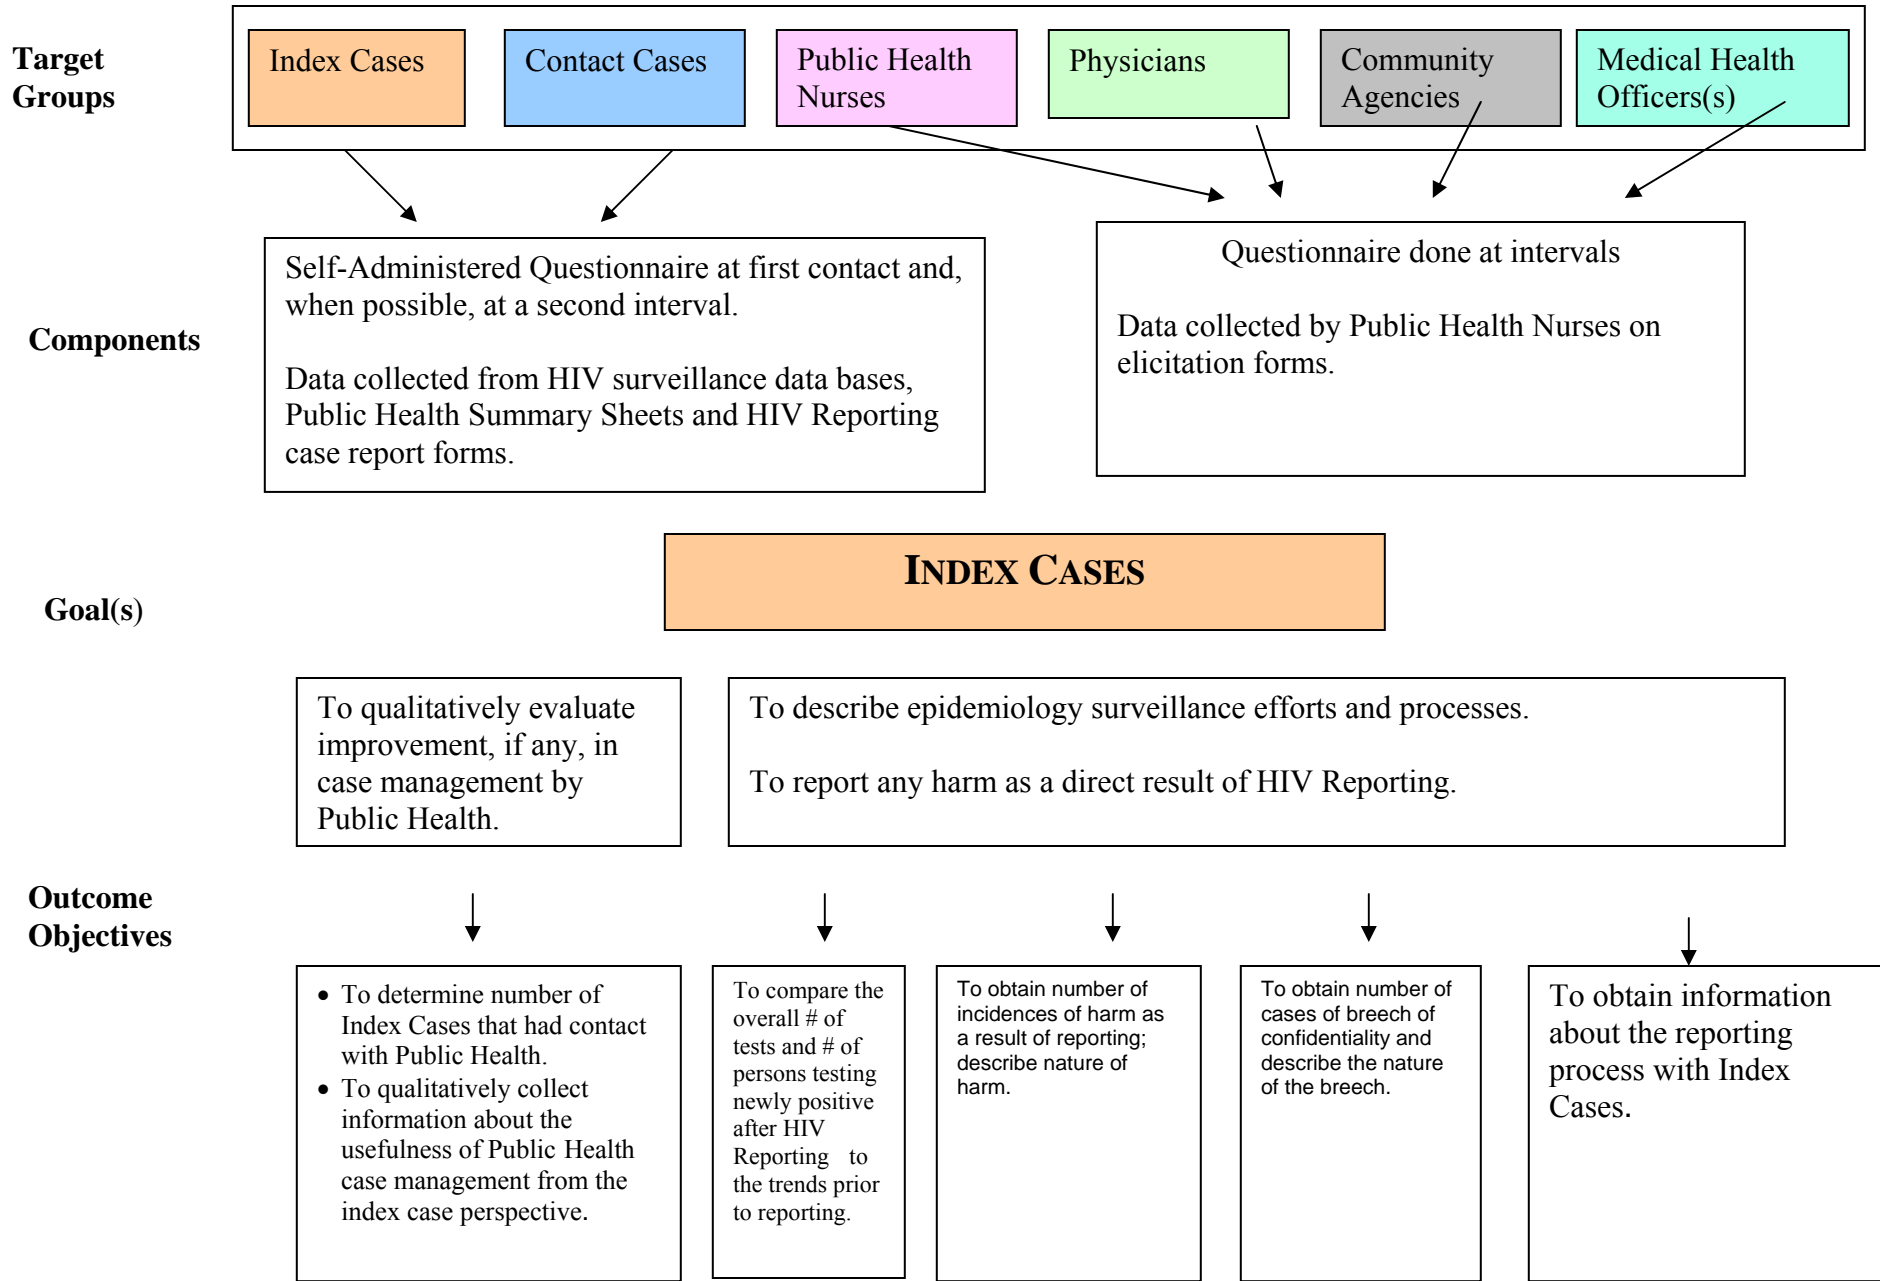 Target
Groups
Index Cases
Contact Cases
Public Health
Nurses
Physicians
Community
Agencies
Medical Health
Officers(s)
Components
Self-Administered Questionnaire at first contact and,
when possible, at a second interval.
Data collected from HIV surveillance data bases,
Public Health Summary Sheets and HIV Reporting
case report forms.
Questionnaire done at intervals
Data collected by Public Health Nurses on
elicitation forms.
Goal(s)
INDEX CASES
To qualitatively evaluate
improvement, if any, in
case management by
Public Health.
To describe epidemiology surveillance efforts and processes.
To report any harm as a direct result of HIV Reporting.
Outcome
Objectives
• To determine number of
Index Cases that had contact
with Public Health.
• To qualitatively collect
information about the
usefulness of Public Health
case management from the
index case perspective.
To compare the
overall # of
tests and # of
persons testing
newly positive
after HIV
Reporting to
the trends prior
to reporting.
To obtain number of
incidences of harm as
a result of reporting;
describe nature of
harm.
To obtain number of
cases of breech of
confidentiality and
describe the nature
of the breech.
To obtain information
about the reporting
process with Index
Cases.